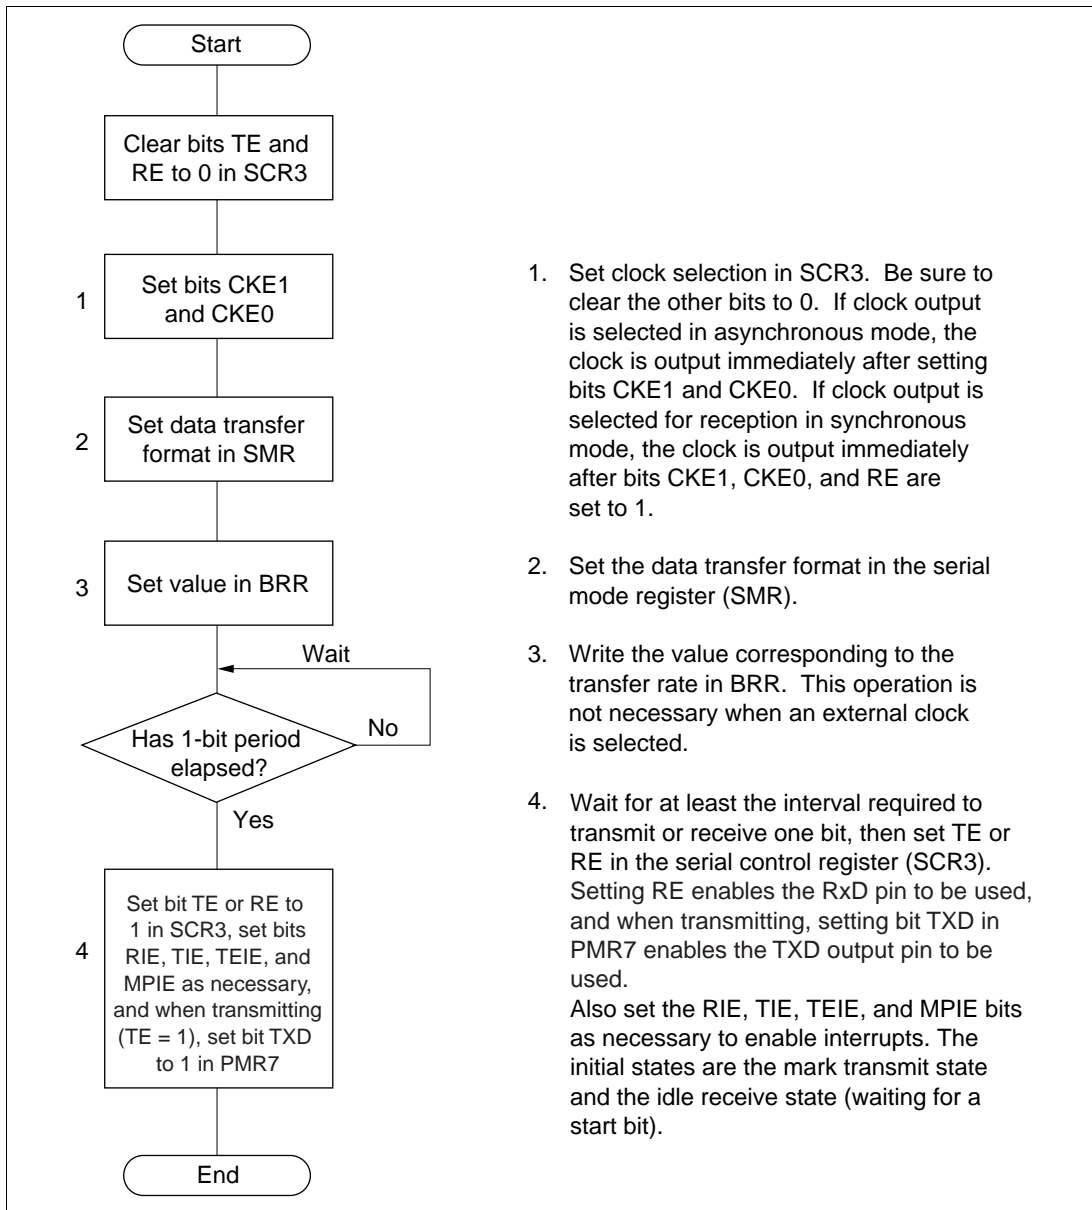 Start
Clear bits TE and
RE to 0 in SCR3
1
Set bits CKE1
and CKE0
2
Set data transfer
format in SMR
3
Set value in BRR
Wait
Has 1-bit period
elapsed?
No
Yes
4
Set bit TE or RE to
1 in SCR3, set bits
RIE, TIE, TEIE, and
MPIE as necessary,
and when transmitting
(TE = 1), set bit TXD
to 1 in PMR7
End
1. Set clock selection in SCR3. Be sure to
clear the other bits to 0. If clock output
is selected in asynchronous mode, the
clock is output immediately after setting
bits CKE1 and CKE0. If clock output is
selected for reception in synchronous
mode, the clock is output immediately
after bits CKE1, CKE0, and RE are
set to 1.
2. Set the data transfer format in the serial
mode register (SMR).
3. Write the value corresponding to the
transfer rate in BRR. This operation is
not necessary when an external clock
is selected.
4. Wait for at least the interval required to
transmit or receive one bit, then set TE or
RE in the serial control register (SCR3).
Setting RE enables the RxD pin to be used,
and when transmitting, setting bit TXD in
PMR7 enables the TXD output pin to be
used.
Also set the RIE, TIE, TEIE, and MPIE bits
as necessary to enable interrupts. The
initial states are the mark transmit state
and the idle receive state (waiting for a
start bit).